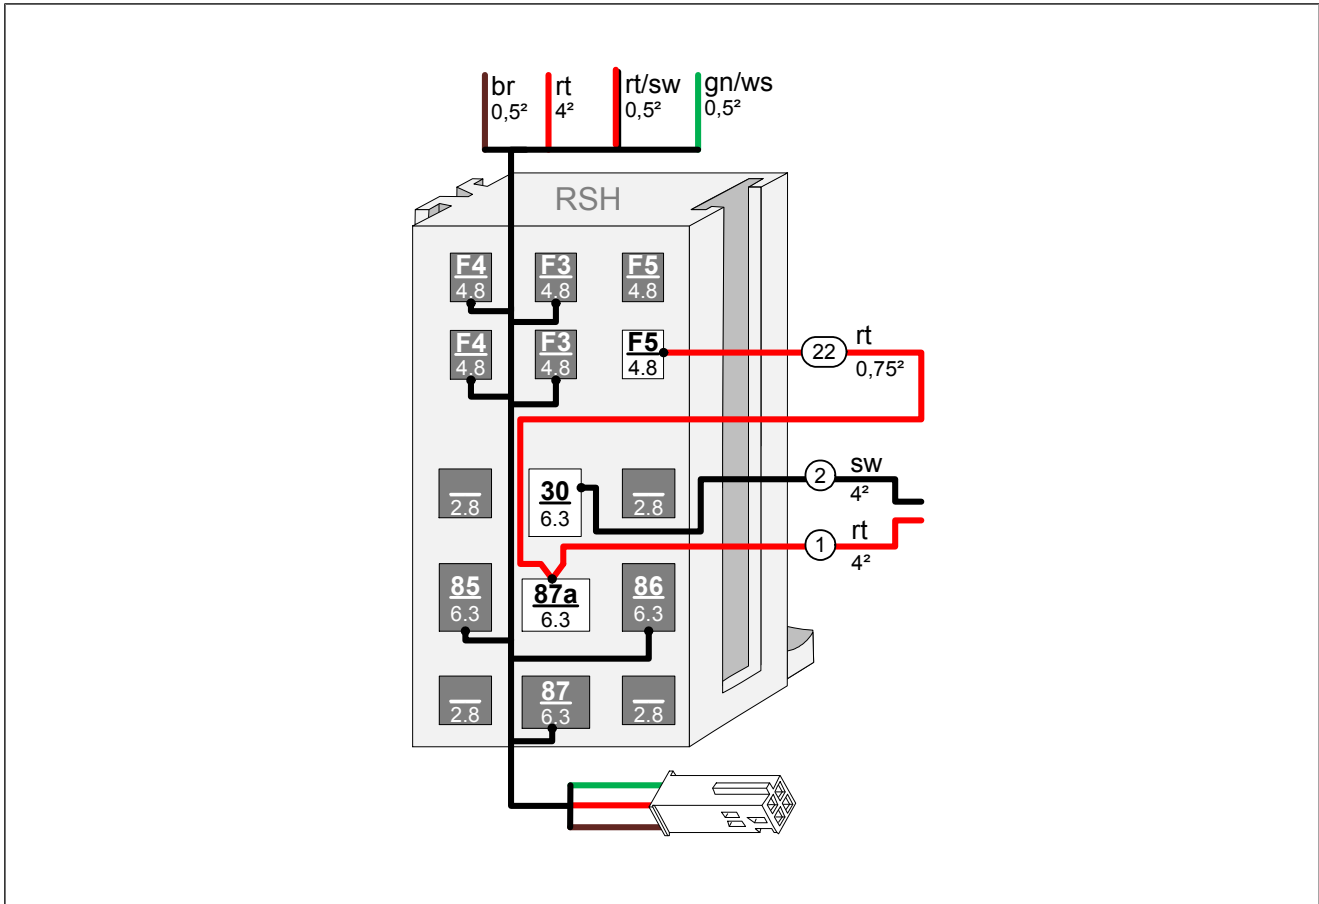 br rt rt/sw gn/ws
0,5² 4² 0,5² 0,5²
RSH
F4 F3 F5
4.8 4.8 4.8
F4 F3 F5
4.8 4.8 4.8
22 rt
0,75²
30
2.8 6.3 2.8
2 sw
4²
1 rt
4²
85 87a 86
6.3 6.3 6.3
87
2.8 6.3 2.8